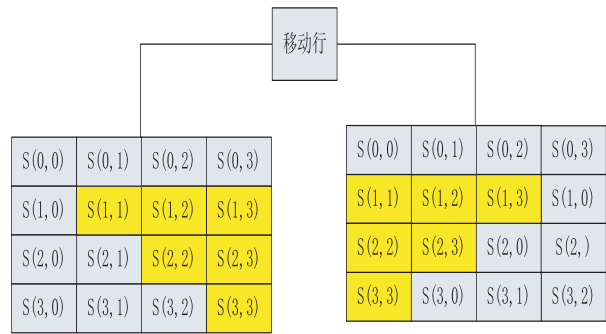 移动行
S(0,0) S(0,1) S(0,2) S(0,3)
S(1,0) S(1,1) S(1,2) S(1,3)
S(2,0) S(2,1) S(2,2) S(2,3)
S(3,0) S(3,1) S(3,2) S(3,3)
S(0,0) S(0,1) S(0,2) S(0,3)
S(1,1) S(1,2) S(1,3) S(1,0)
S(2,2) S(2,3) S(2,0) S(2,)
S(3,3) S(3,0) S(3,1) S(3,2)